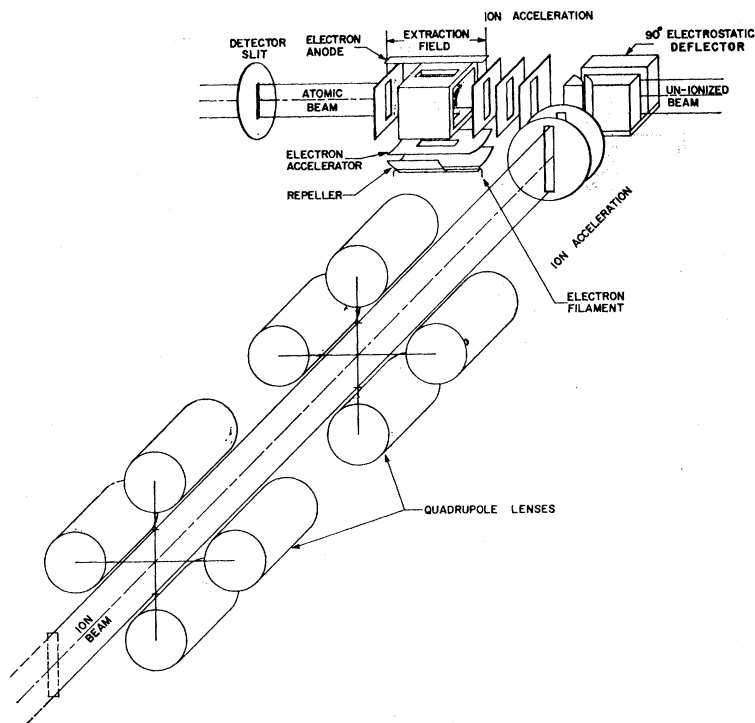 ION ACCELERATION
DETECTOR
SLIT
ELECTRON
ANODE
EXTRACTION
FIELD
90° ELECTROSTATIC
DEFLECTOR
ATOMIC
BEAM
UN-IONIZED
BEAM
ELECTRON
ACCELERATOR
REPELLER
ION ACCELERATION
ELECTRON
FILAMENT
QUADRUPOLE LENSES
ION
BEAM